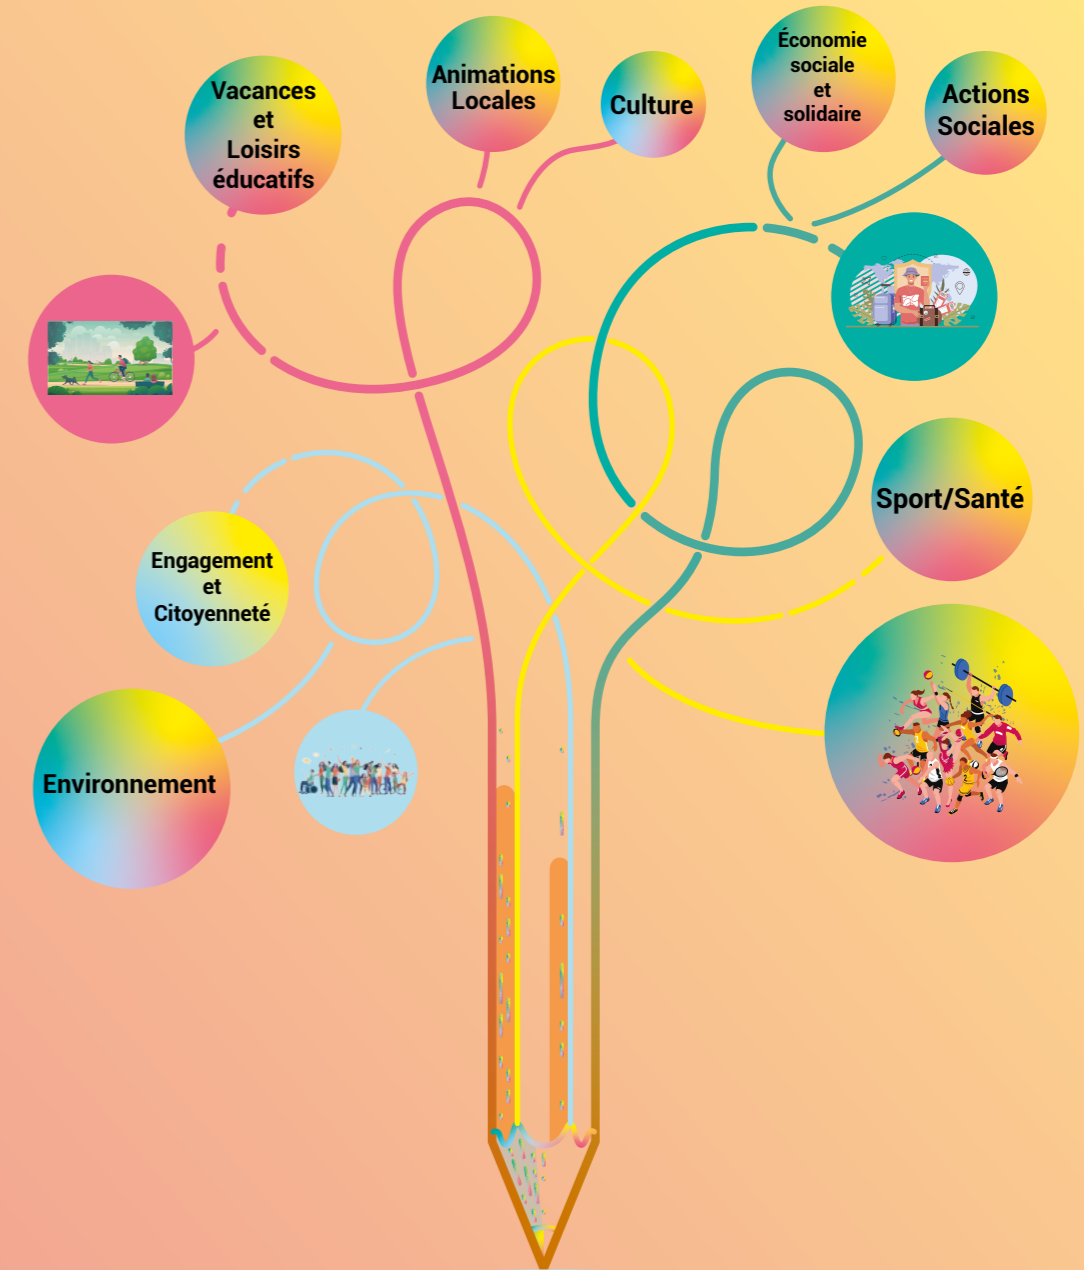 Vacances
et
Loisirs
éducatifs
Animations
Locales
Culture
Économie
sociale
et
solidaire
Actions
Sociales
Sport/Santé
Engagement
et
Citoyenneté
Environnement